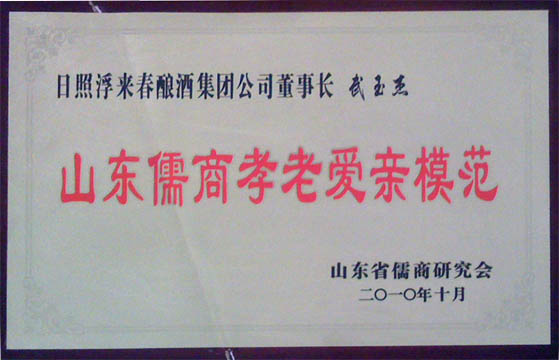 日照浮来春酿酒集团公司董事长 武玉杰
山东儒商孝老爱亲模范
山东省儒商研究会
二〇一〇年十月